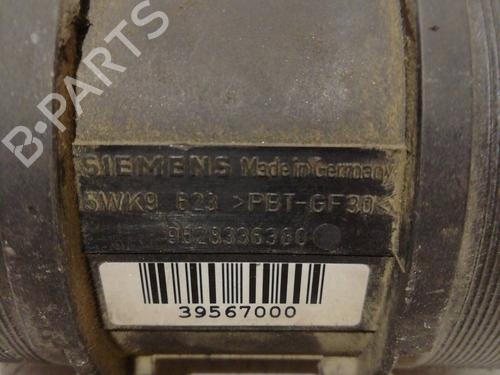 B-PARTS
SIEMENS Made in Germany
5WK9 623 >PBT-GF30<
9628336380
39567000